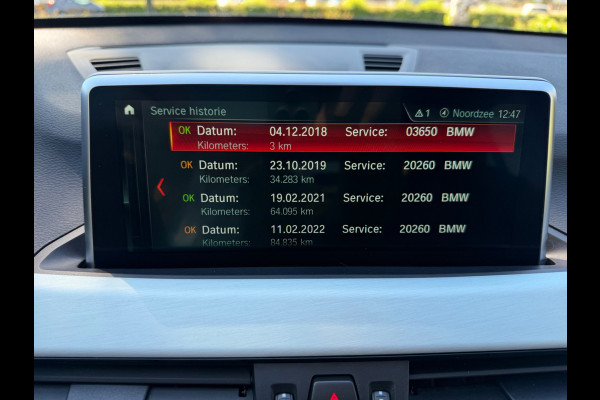 Service historie ⚠ 1 Noordzee 12:47
OK Datum: 04.12.2018 Service: 03650 BMW
Kilometers: 3 km
OK Datum: 23.10.2019 Service: 20260 BMW
Kilometers: 34.283 km
OK Datum: 19.02.2021 Service: 20260 BMW
Kilometers: 64.095 km
OK Datum: 11.02.2022 Service: 20260 BMW
Kilometers: 84.835 km